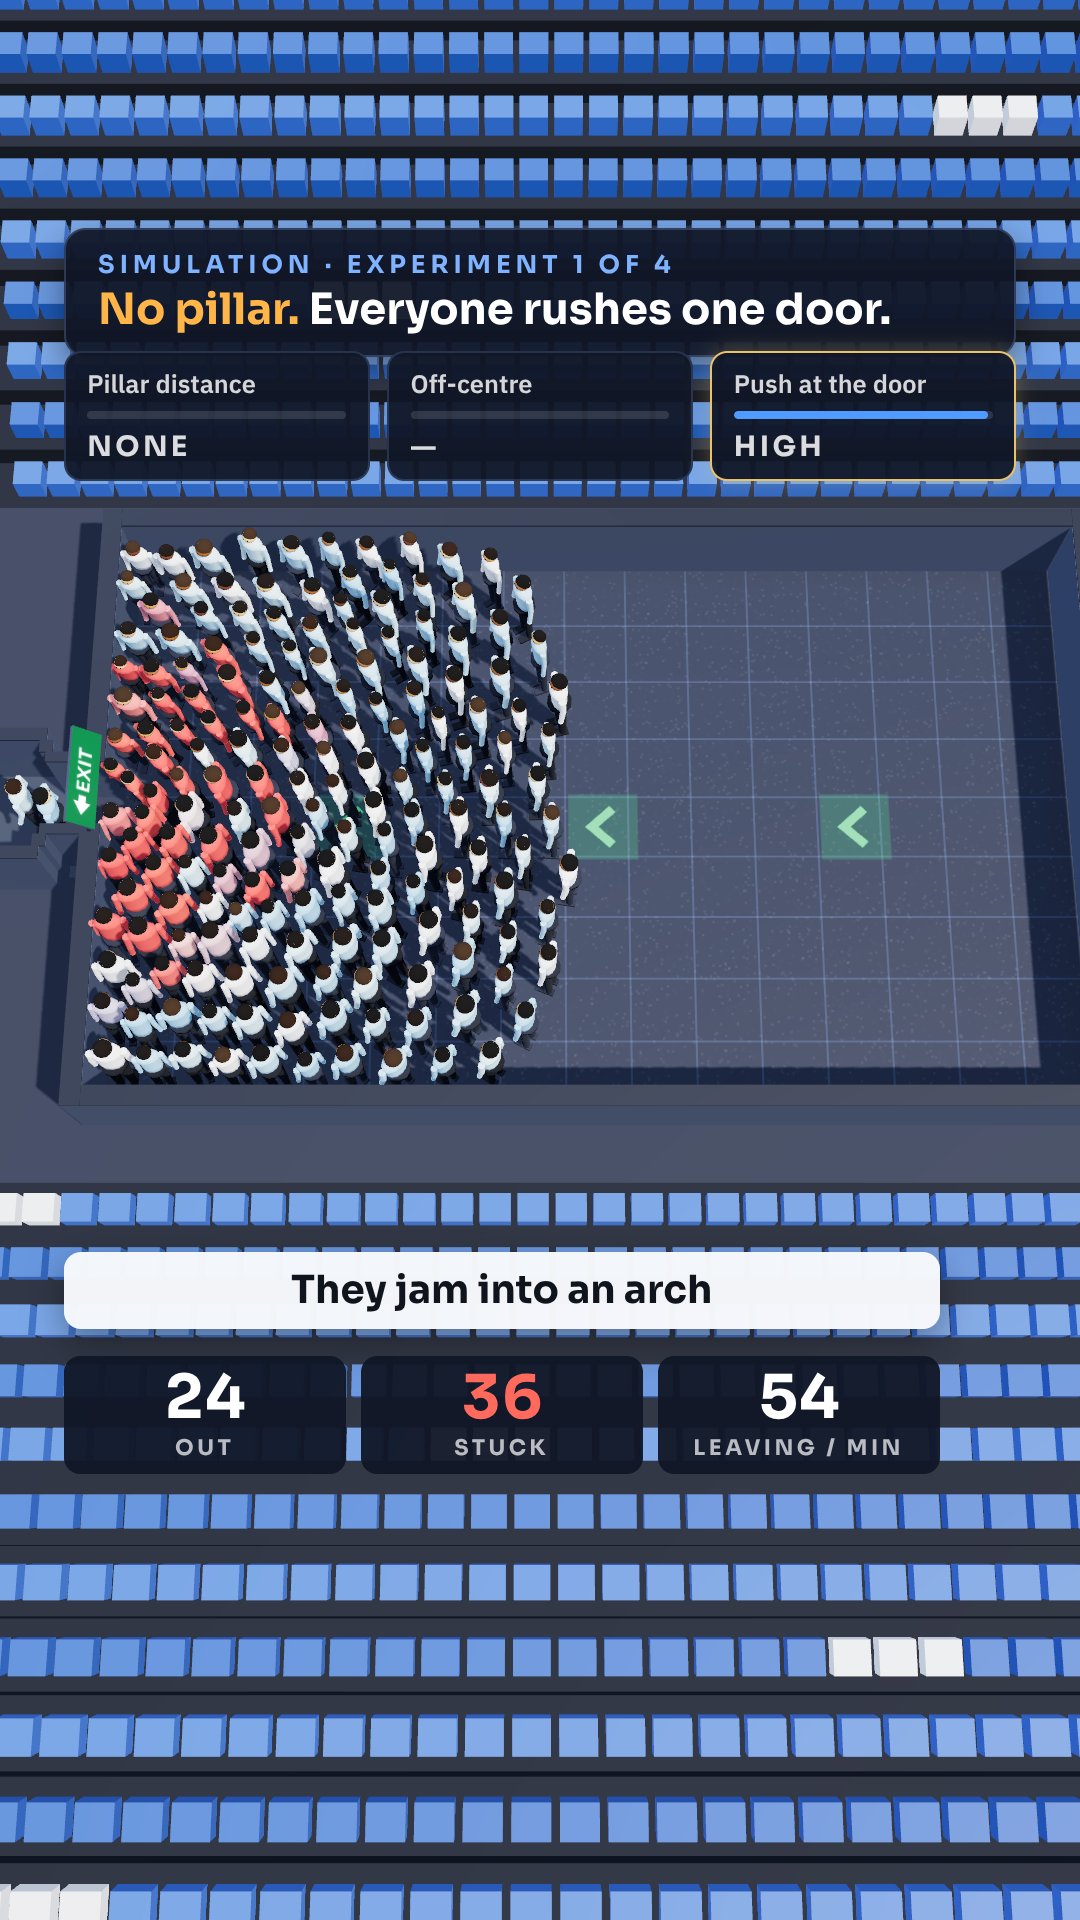 SIMULATION · EXPERIMENT 1 OF 4
No pillar. Everyone rushes one door.
Pillar distance
NONE
Off-centre
—
Push at the door
HIGH
← EXIT
They jam into an arch
24
OUT
36
STUCK
54
LEAVING / MIN